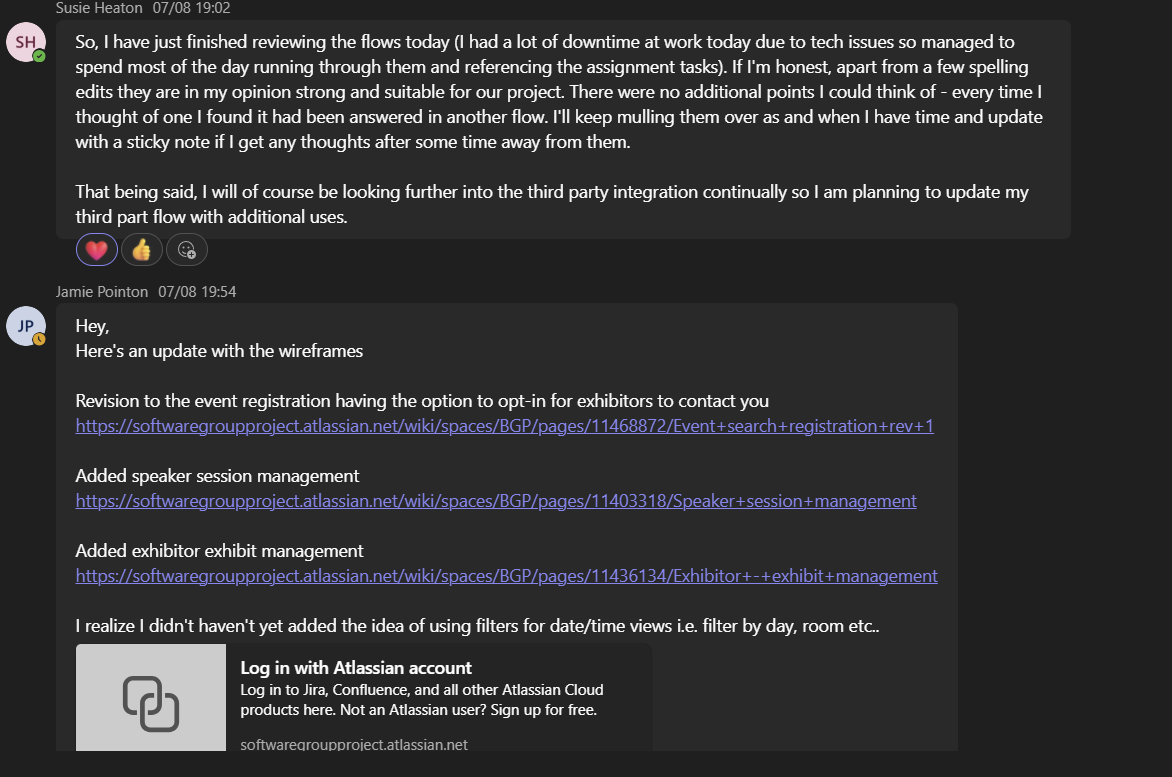 Susie Heaton 07/08 19:02
SH
So, I have just finished reviewing the flows today (I had a lot of downtime at work today due to tech issues so managed to
spend most of the day running through them and referencing the assignment tasks). If I'm honest, apart from a few spelling
edits they are in my opinion strong and suitable for our project. There were no additional points I could think of - every time I
thought of one I found it had been answered in another flow. I'll keep mulling them over as and when I have time and update
with a sticky note if I get any thoughts after some time away from them.
That being said, I will of course be looking further into the third party integration continually so I am planning to update my
third part flow with additional uses.
Jamie Pointon 07/08 19:54
JP
Hey,
Here's an update with the wireframes
Revision to the event registration having the option to opt-in for exhibitors to contact you
https://softwaregroupproject.atlassian.net/wiki/spaces/BGP/pages/11468872/Event+search+registration+rev+1
Added speaker session management
https://softwaregroupproject.atlassian.net/wiki/spaces/BGP/pages/11403318/Speaker+session+management
Added exhibitor exhibit management
https://softwaregroupproject.atlassian.net/wiki/spaces/BGP/pages/11436134/Exhibitor+-+exhibit+management
I realize I didn't haven't yet added the idea of using filters for date/time views i.e. filter by day, room etc..
Log in with Atlassian account
Log in to Jira, Confluence, and all other Atlassian Cloud
products here. Not an Atlassian user? Sign up for free.
softwaregroupproject.atlassian.net